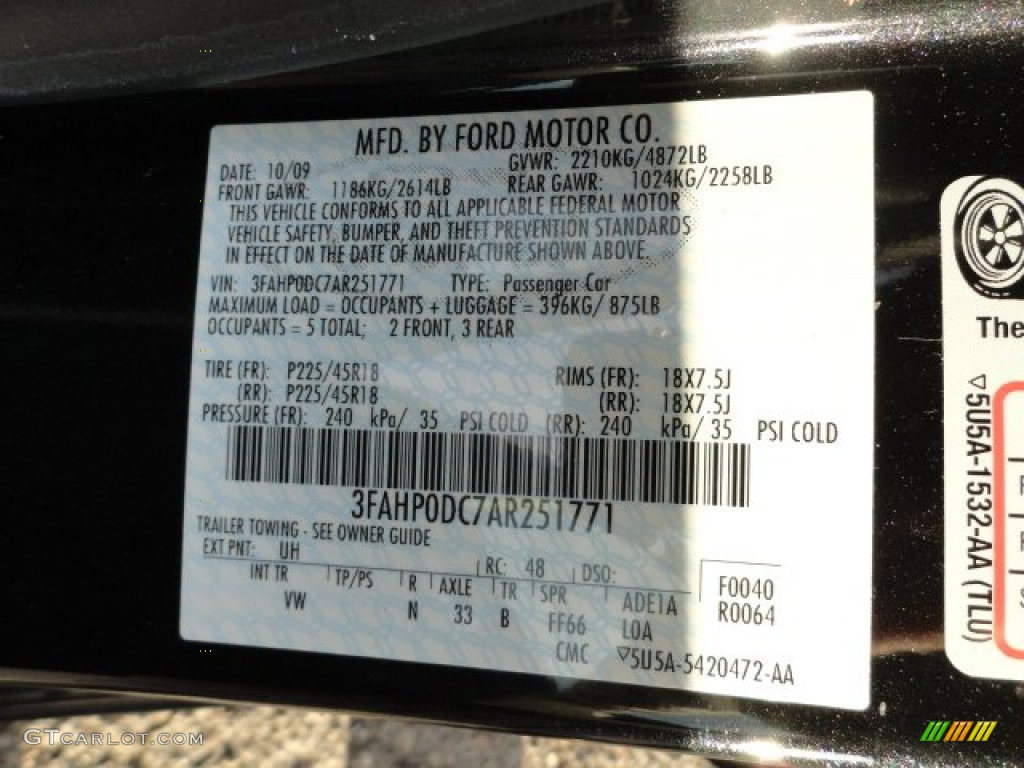 MFD. BY FORD MOTOR CO.
DATE: 10/09 GVWR: 2210KG/4872LB
FRONT GAWR: 1186KG/2614LB REAR GAWR: 1024KG/2258LB
THIS VEHICLE CONFORMS TO ALL APPLICABLE FEDERAL MOTOR
VEHICLE SAFETY, BUMPER, AND THEFT PREVENTION STANDARDS
IN EFFECT ON THE DATE OF MANUFACTURE SHOWN ABOVE.
VIN: 3FAHP0DC7AR251771 TYPE: Passenger Car
MAXIMUM LOAD = OCCUPANTS + LUGGAGE = 396KG/ 875LB
OCCUPANTS = 5 TOTAL; 2 FRONT, 3 REAR
TIRE (FR): P225/45R18 RIMS (FR): 18X7.5J
(RR): P225/45R18 (RR): 18X7.5J
PRESSURE (FR): 240 kPa/ 35 PSI COLD (RR): 240 kPa/ 35 PSI COLD
3FAHP0DC7AR251771
TRAILER TOWING - SEE OWNER GUIDE
EXT PNT: UH RC: 48 DSO:
INT TR TP/PS R AXLE TR SPR ADE1A F0040
VW N 33 B FF66 LOA R0064
CMC ▽5U5A-5420472-AA
The
▽5U5A-1532-AA (TLU)
GTCARLOT.COM